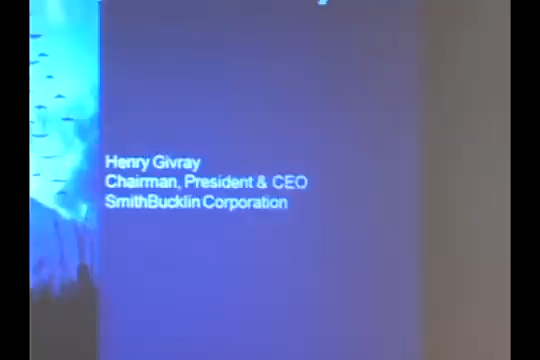 Henry Givray
Chairman, President & CEO
SmithBucklin Corporation